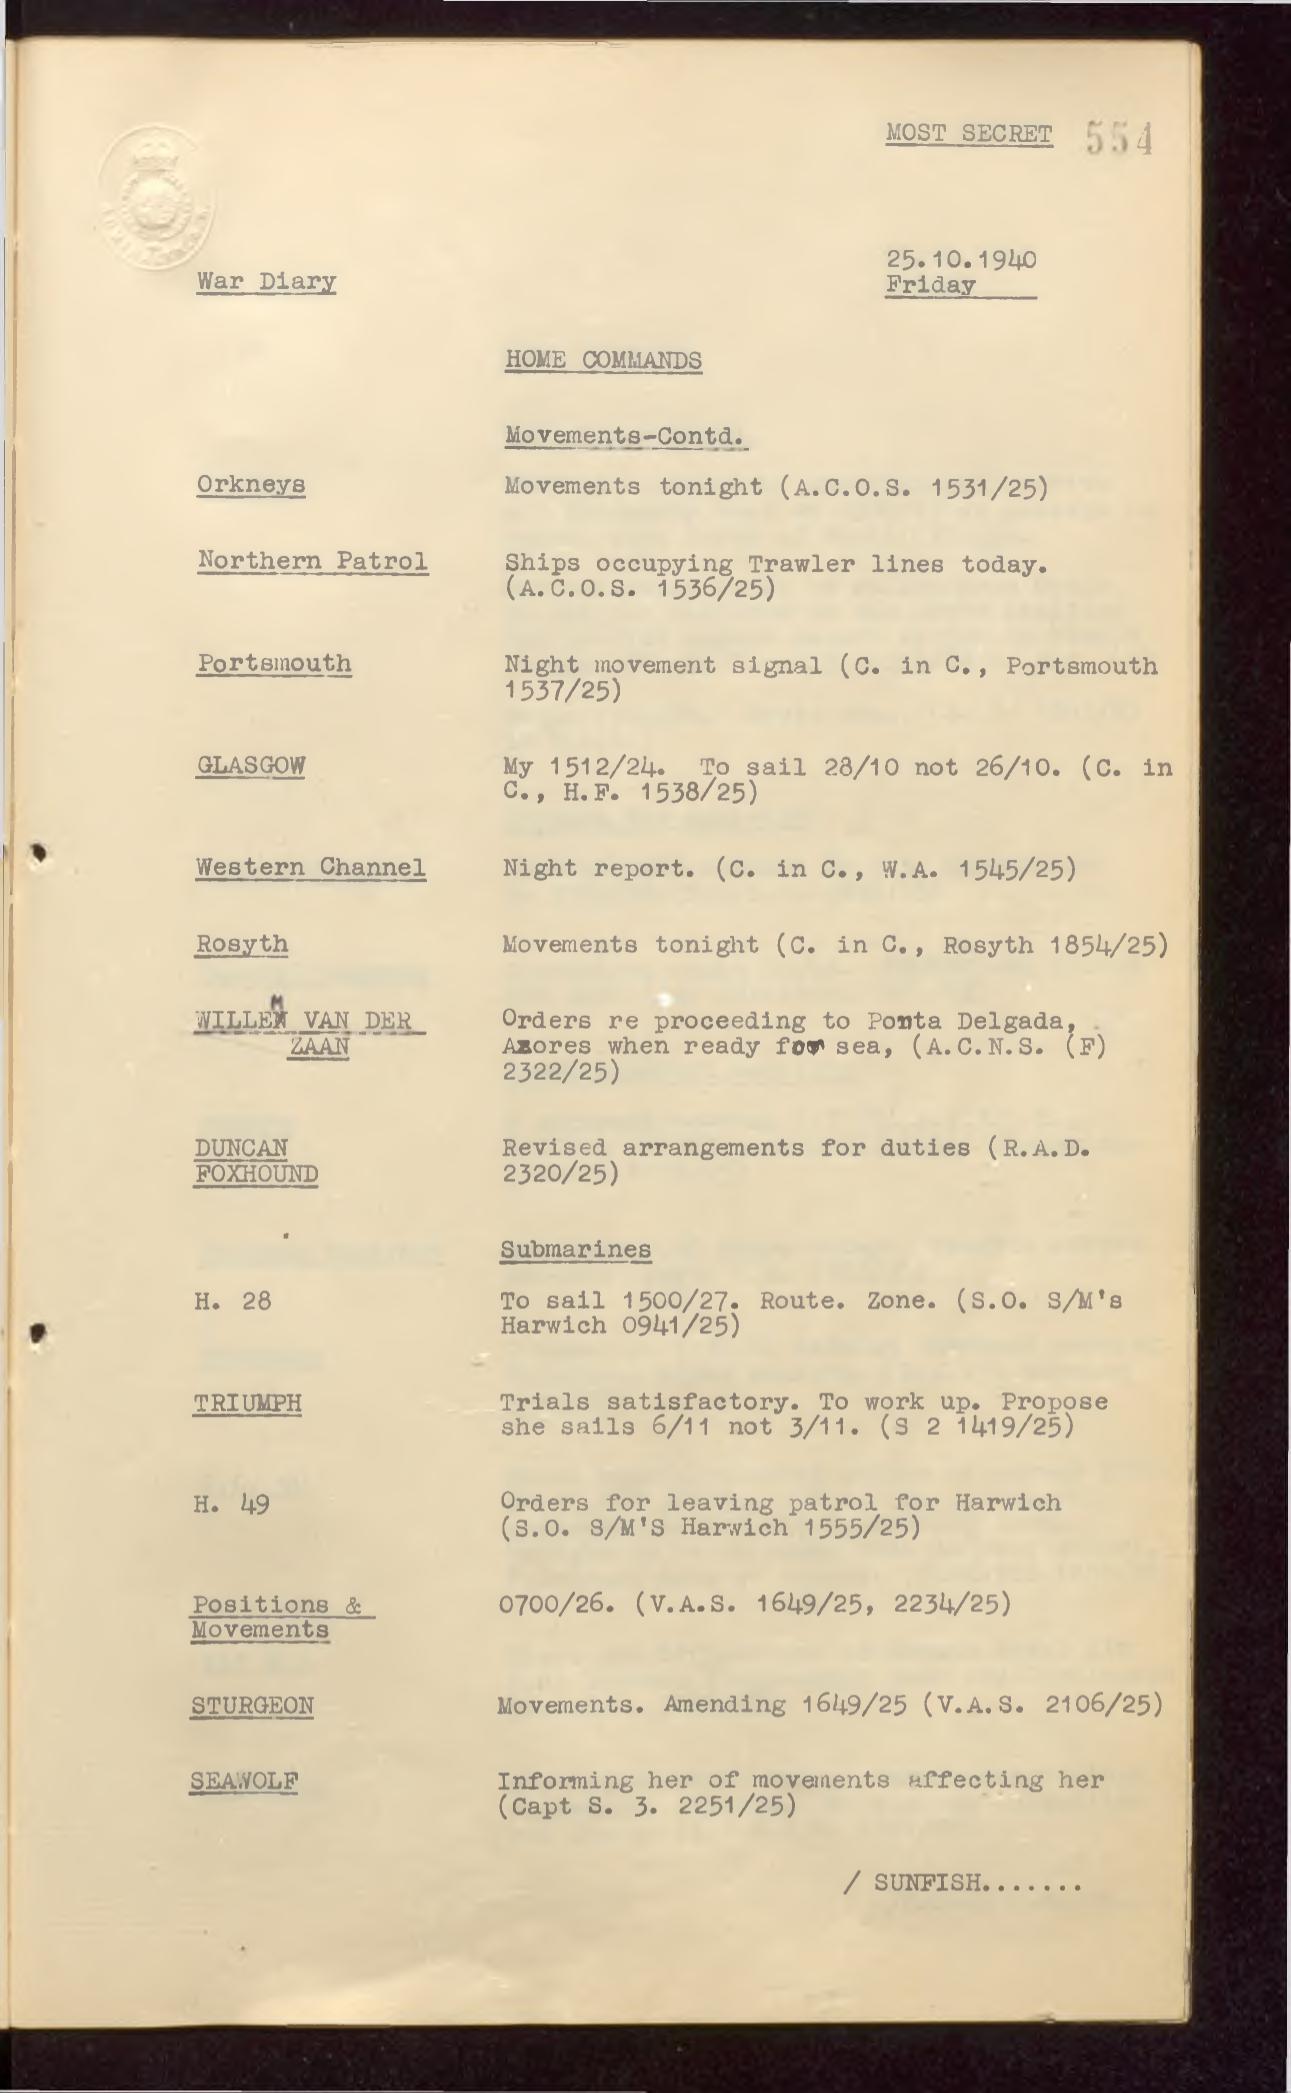 MOST SECRET 554
25.10.1940
War Diary
Friday
HOME COMMANDS
Movements-Contd.
Orkneys Movements tonight (A.C.O.S. 1531/25)
Northern Patrol Ships occupying Trawler lines today.
(A.C.O.S. 1536/25)
Portsmouth Night movement signal (C. in C., Portsmouth
1537/25)
GLASGOW My 1512/24. To sail 28/10 not 26/10. (C. in
C., H.F. 1538/25)
Western Channel Night report. (C. in C., W.A. 1545/25)
Rosyth Movements tonight (C. in C., Rosyth 1854/25)
WILLEM VAN DER Orders re proceeding to Ponta Delgada,
ZAAN Azores when ready for sea, (A.C.N.S. (F)
2322/25)
DUNCAN Revised arrangements for duties (R.A.D.
FOXHOUND 2320/25)
Submarines
H. 28 To sail 1500/27. Route. Zone. (S.O. S/M's
Harwich 0941/25)
TRIUMPH Trials satisfactory. To work up. Propose
she sails 6/11 not 3/11. (S 2 1419/25)
H. 49 Orders for leaving patrol for Harwich
(S.O. S/M'S Harwich 1555/25)
Positions & 0700/26. (V.A.S. 1649/25, 2234/25)
Movements
STURGEON Movements. Amending 1649/25 (V.A.S. 2106/25)
SEAWOLF Informing her of movements affecting her
(Capt S. 3. 2251/25)
/ SUNFISH.......